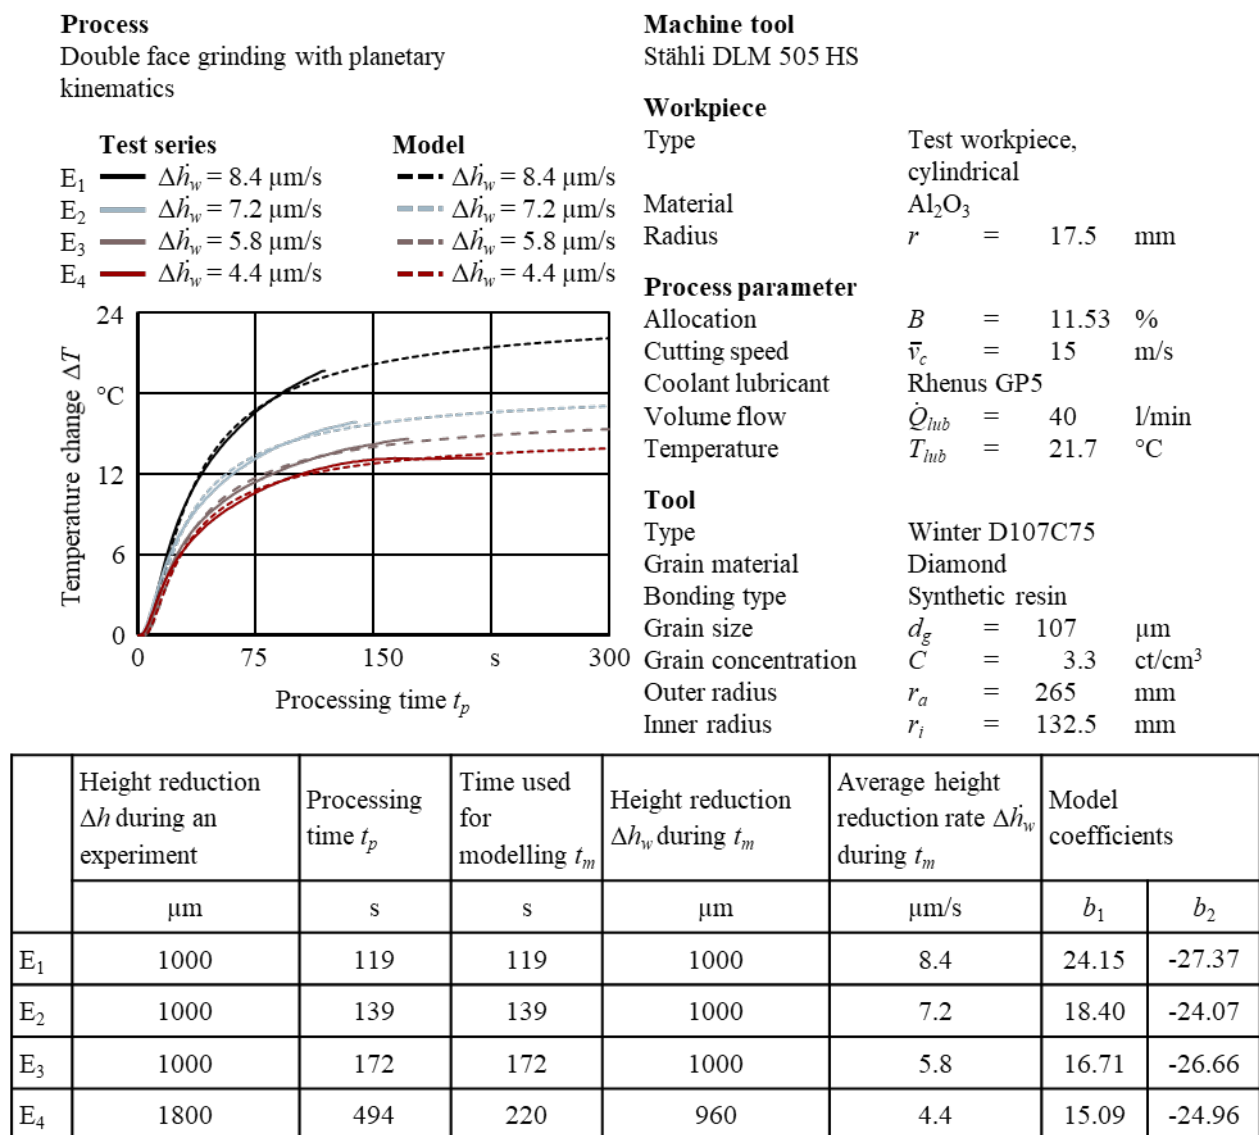 Process
Double face grinding with planetary
kinematics
Test series Model
E₁ Δḣw = 8.4 μm/s Δḣw = 8.4 μm/s
E₂ Δḣw = 7.2 μm/s Δḣw = 7.2 μm/s
E₃ Δḣw = 5.8 μm/s Δḣw = 5.8 μm/s
E₄ Δḣw = 4.4 μm/s Δḣw = 4.4 μm/s
Temperature change ΔT
24
°C
12
6
0
0 75 150 s 300
Processing time tp
Machine tool
Stähli DLM 505 HS
Workpiece
Type Test workpiece,
cylindrical
Material Al₂O₃
Radius r = 17.5 mm
Process parameter
Allocation B = 11.53 %
Cutting speed v̅c = 15 m/s
Coolant lubricant Rhenus GP5
Volume flow Q̇lub = 40 l/min
Temperature Tlub = 21.7 °C
Tool
Type Winter D107C75
Grain material Diamond
Bonding type Synthetic resin
Grain size dg = 107 μm
Grain concentration C = 3.3 ct/cm³
Outer radius ra = 265 mm
Inner radius ri = 132.5 mm
Height reduction
Δh during an
experiment
Processing
time tp
Time used
for
modelling tm
Height reduction
Δhw during tm
Average height
reduction rate Δḣw
during tm
Model
coefficients
μm s s μm μm/s b₁ b₂
E₁ 1000 119 119 1000 8.4 24.15 -27.37
E₂ 1000 139 139 1000 7.2 18.40 -24.07
E₃ 1000 172 172 1000 5.8 16.71 -26.66
E₄ 1800 494 220 960 4.4 15.09 -24.96